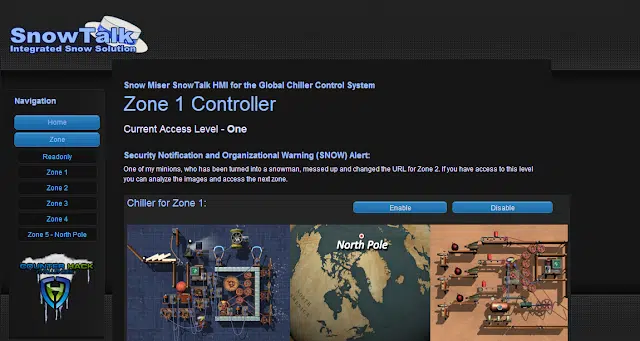 SnowTalk
Integrated Snow Solution
Snow Miser SnowTalk HMI for the Global Chiller Control System
Zone 1 Controller
Current Access Level - One
Navigation
Home
Zone
Readonly
Zone 1
Zone 2
Zone 3
Zone 4
Zone 5 - North Pole
COUNTER HACK
Security Notification and Organizational Warning (SNOW) Alert:
One of my minions, who has been turned into a snowman, messed up and changed the URL for Zone 2. If you have access to this level
you can analyze the images and access the next zone.
Chiller for Zone 1:
Enable
Disable
North Pole